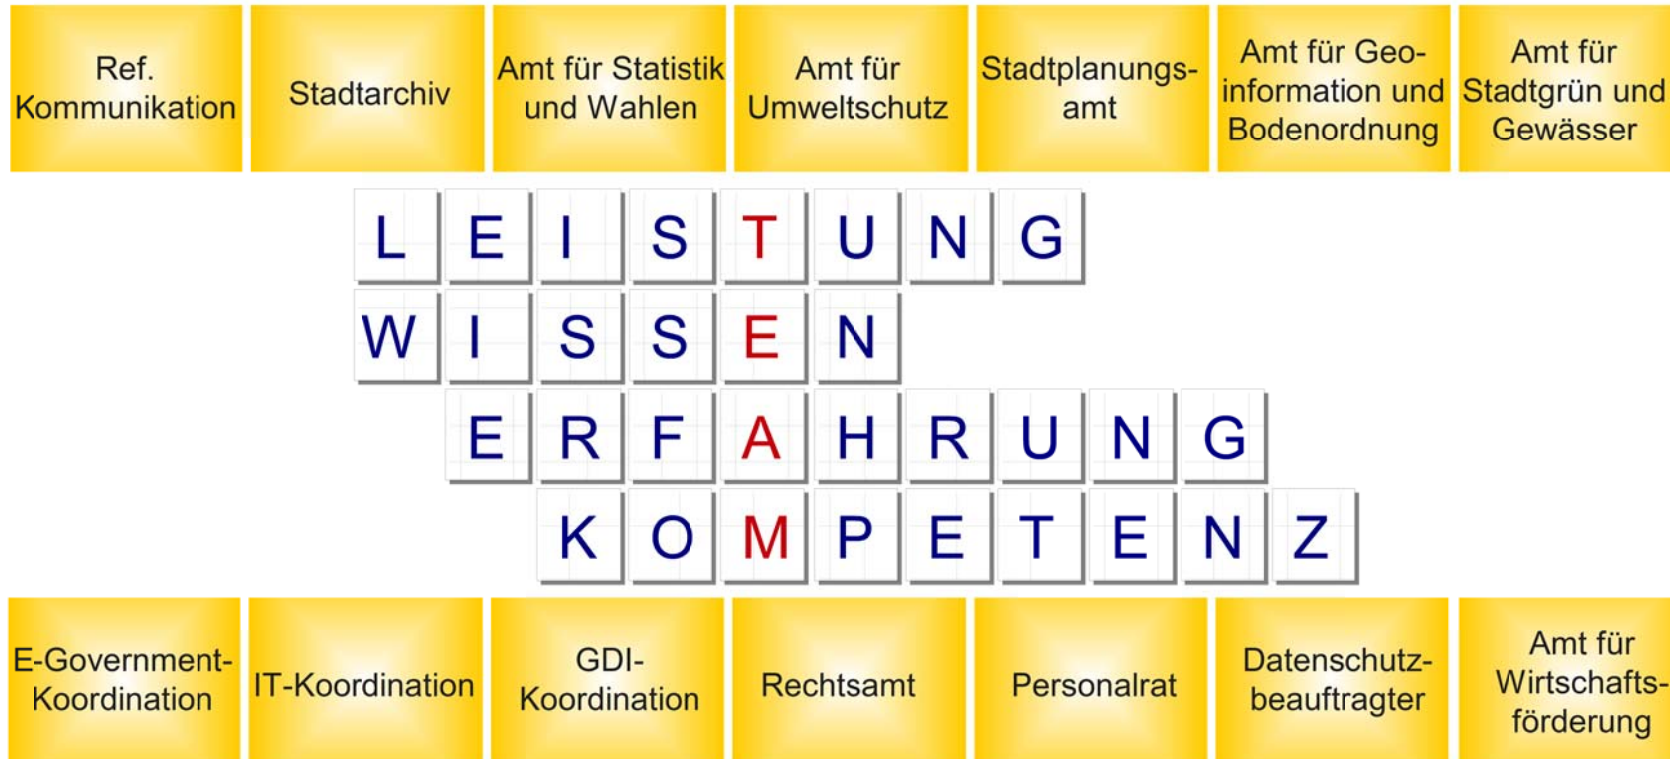 Ref.
Kommunikation
Stadtarchiv
Amt für Statistik
und Wahlen
Amt für
Umweltschutz
Stadtplanungs-
amt
Amt für Geo-
information und
Bodenordnung
Amt für
Stadtgrün und
Gewässer
LEISTUNG
WISSEN
ERFAHRUNG
KOMPETENZ
E-Government-
Koordination
IT-Koordination
GDI-
Koordination
Rechtsamt
Personalrat
Datenschutz-
beauftragter
Amt für
Wirtschafts-
förderung